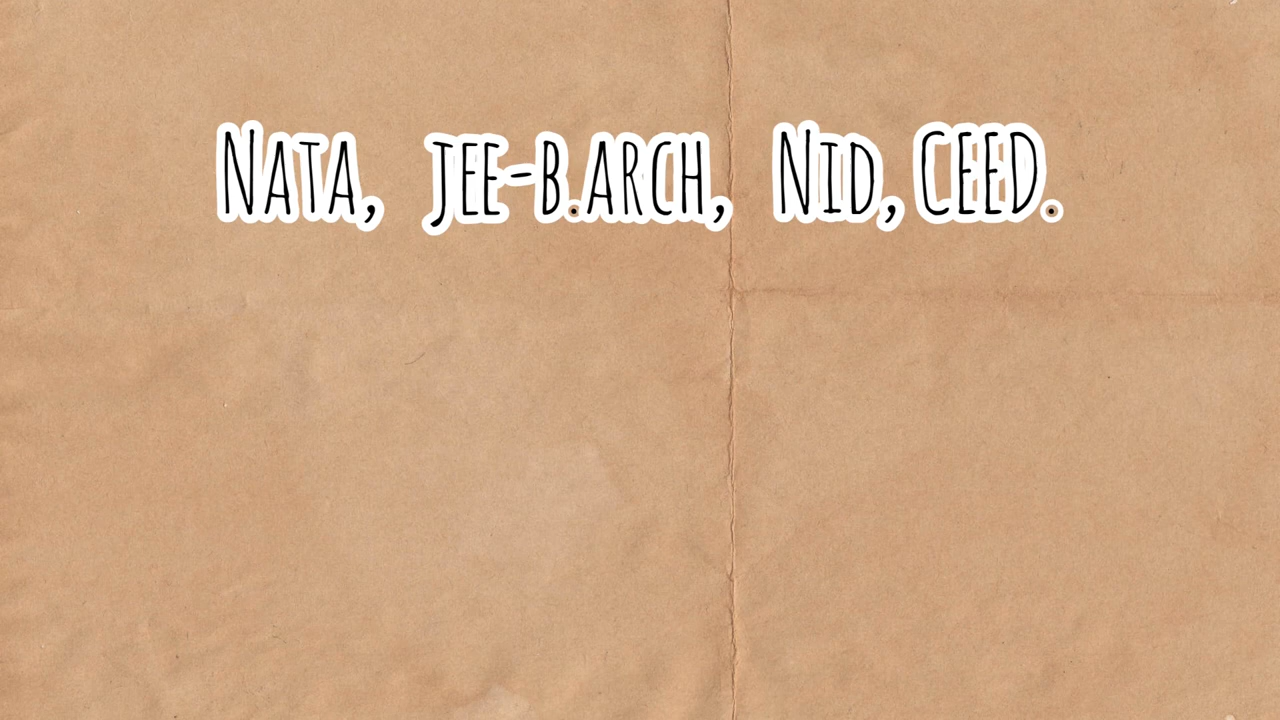 Nata, JEE-B.ARCH, Nid, CEED.